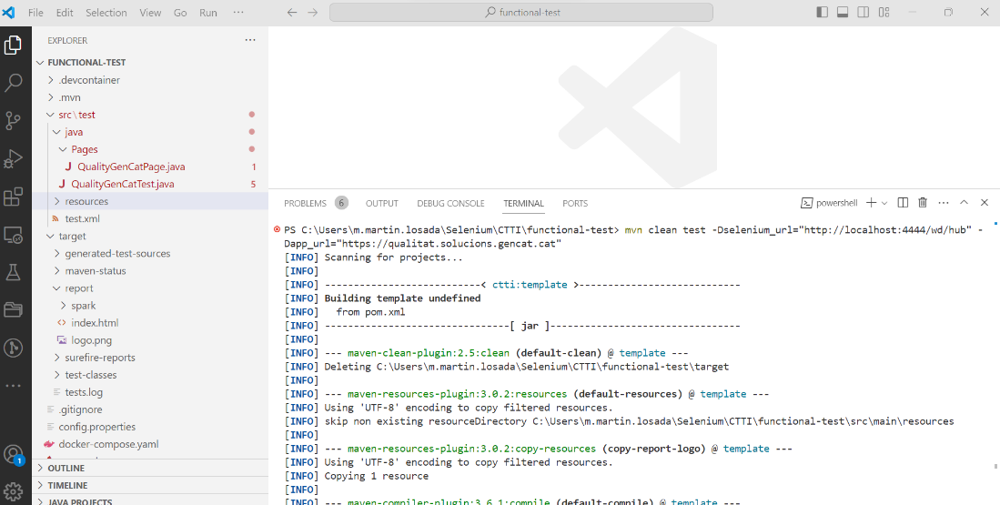 File Edit Selection View Go Run ··· functional-test
EXPLORER ···
FUNCTIONAL-TEST
.devcontainer
.mvn
src\test
java
Pages
QualityGenCatPage.java 1
QualityGenCatTest.java 5
resources
test.xml
target
generated-test-sources
maven-status
report
spark
index.html
logo.png
surefire-reports
test-classes
tests.log
.gitignore
config.properties
docker-compose.yaml
OUTLINE
TIMELINE
JAVA PROJECTS
1
PROBLEMS 6 OUTPUT DEBUG CONSOLE TERMINAL PORTS powershell
PS C:\Users\m.martin.losada\Selenium\CTTI\functional-test> mvn clean test -Dselenium_url="http://localhost:4444/wd/hub" -
Dapp_url="https://qualitat.solucions.gencat.cat"
[INFO] Scanning for projects...
[INFO]
[INFO] ---------------------------< ctti:template >----------------------------
[INFO] Building template undefined
[INFO]   from pom.xml
[INFO] --------------------------------[ jar ]---------------------------------
[INFO]
[INFO] --- maven-clean-plugin:2.5:clean (default-clean) @ template ---
[INFO] Deleting C:\Users\m.martin.losada\Selenium\CTTI\functional-test\target
[INFO]
[INFO] --- maven-resources-plugin:3.0.2:resources (default-resources) @ template ---
[INFO] Using 'UTF-8' encoding to copy filtered resources.
[INFO] skip non existing resourceDirectory C:\Users\m.martin.losada\Selenium\CTTI\functional-test\src\main\resources
[INFO]
[INFO] --- maven-resources-plugin:3.0.2:copy-resources (copy-report-logo) @ template ---
[INFO] Using 'UTF-8' encoding to copy filtered resources.
[INFO] Copying 1 resource
[INFO]
[INFO] --- maven-compiler-plugin:3.6.1:compile (default-compile) @ template ---